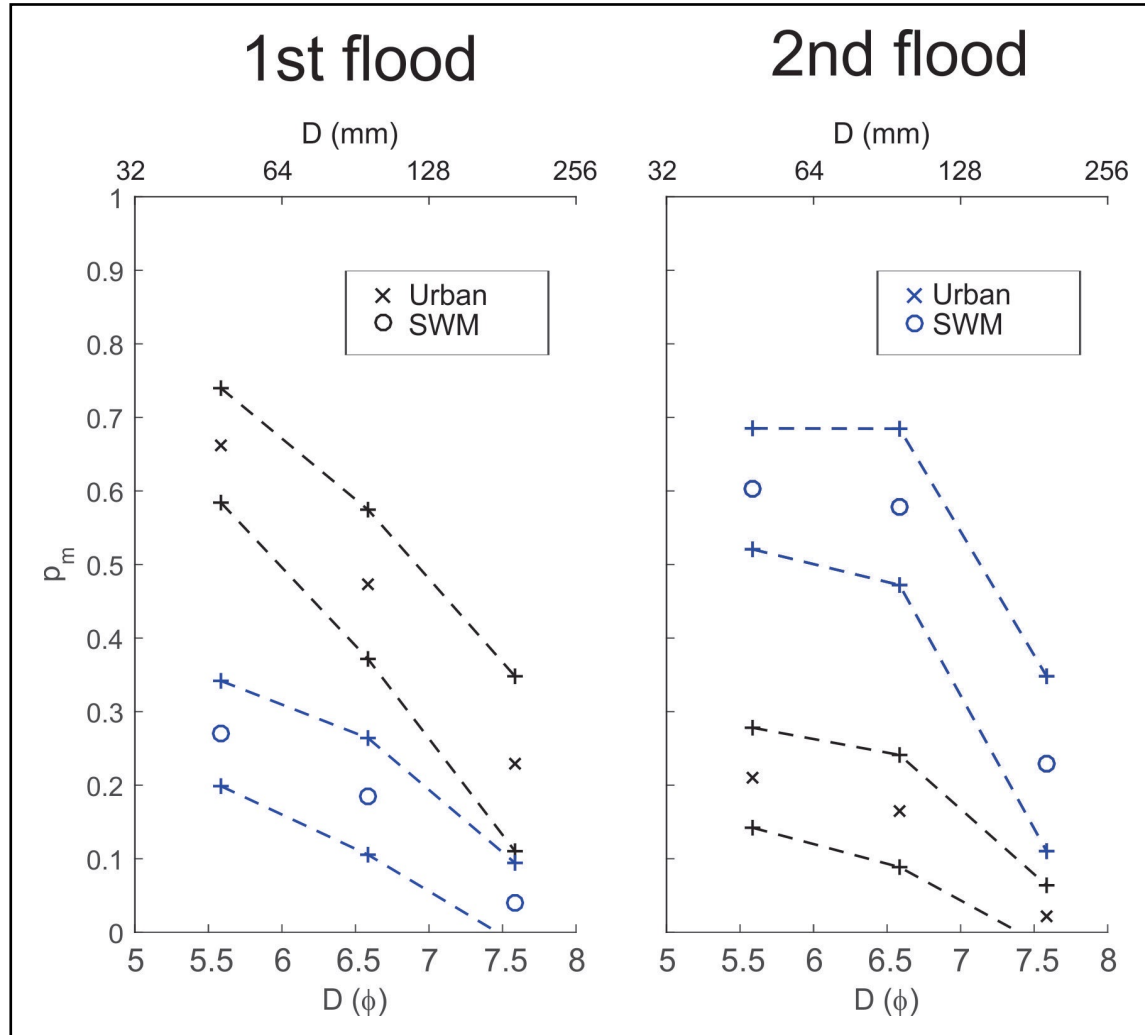 1st flood
D (mm)
32 64 128 256
1
0.9
0.8
0.7
0.6
0.5
0.4
0.3
0.2
0.1
0
p_m
Urban
SWM
5 5.5 6 6.5 7 7.5 8
D (ϕ)
2nd flood
D (mm)
32 64 128 256
Urban
SWM
5 5.5 6 6.5 7 7.5 8
D (ϕ)